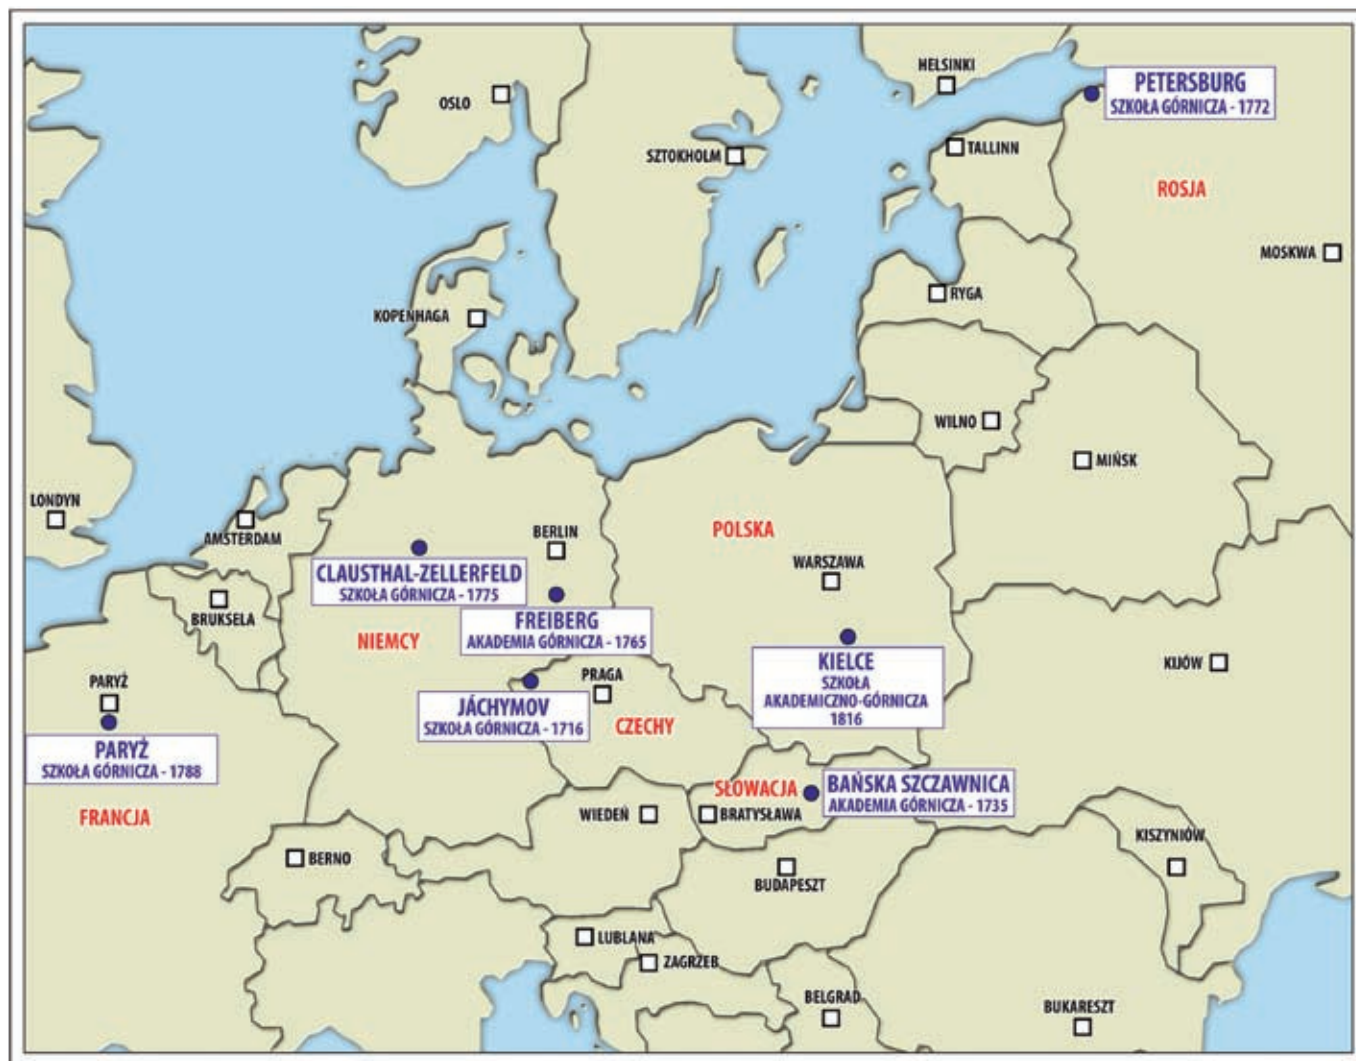 HELSINKI
PETERSBURG
SZKOŁA GÓRNICZA - 1772
OSLO
TALLINN
SZTOKHOLM
ROSJA
MOSKWA
RYGA
KOPENHAGA
WILNO
MIŃSK
LONDYN
AMSTERDAM
BERLIN
POLSKA
WARSZAWA
CLAUSTHAL-ZELLERFELD
SZKOŁA GÓRNICZA - 1775
BRUKSELA
FREIBERG
AKADEMIA GÓRNICZA - 1765
NIEMCY
KIELCE
SZKOŁA
AKADEMICZNO-GÓRNICZA
1816
KIJÓW
PARYŻ
PRAGA
JÁCHYMOV
SZKOŁA GÓRNICZA - 1716
CZECHY
PARYŻ
SZKOŁA GÓRNICZA - 1788
FRANCJA
SŁOWACJA
BAŃSKA SZCZAWNICA
AKADEMIA GÓRNICZA - 1735
WIEDEŃ
BRATYSŁAWA
KISZYNIÓW
BERNO
BUDAPESZT
LUBLANA
ZAGRZEB
BELGRAD
BUKARESZT